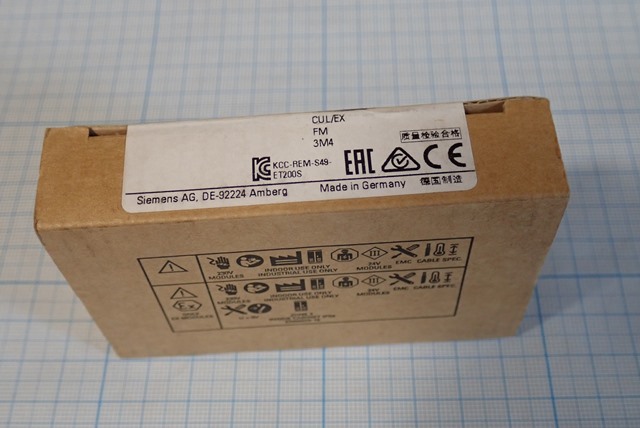 CUL/EX
FM
3M4
质量检验合格
KCC-REM-S49-
ET200S
EAC
CE
Siemens AG, DE-92224 Amberg
Made in Germany 德国制造
230V
MODULES
INDOOR USE ONLY
INDUSTRIAL USE ONLY
24V
MODULES
EMC
CABLE SPEC.
Ex
230V
MODULES
INDOOR USE ONLY
INDUSTRIAL USE ONLY
24V
MODULES
EMC
CABLE SPEC.